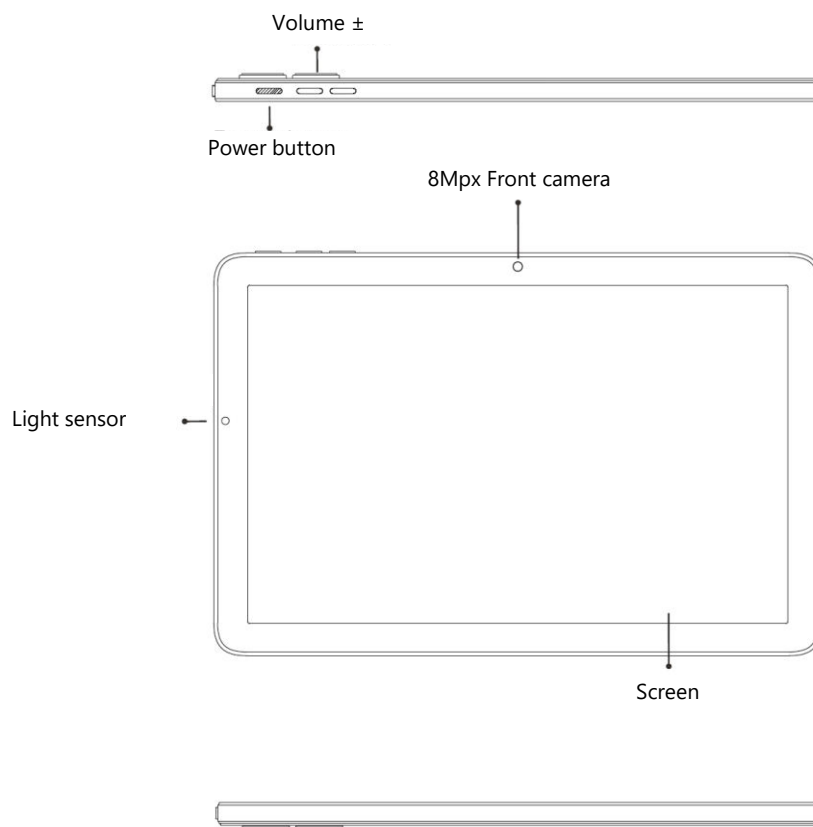 Volume ±
Power button
8Mpx Front camera
Light sensor
Screen